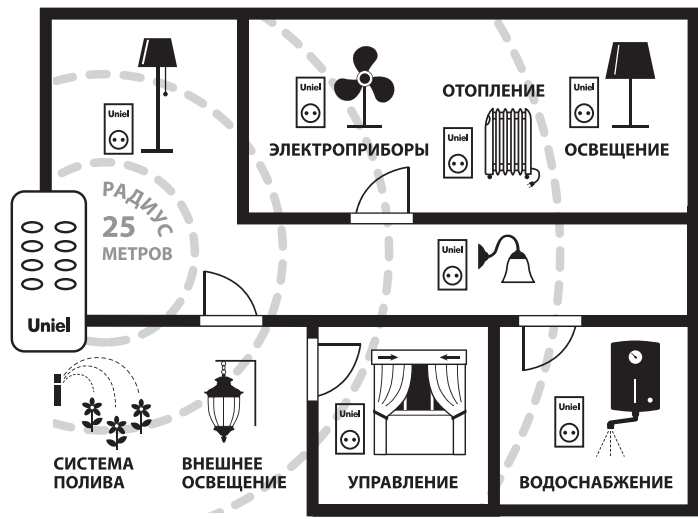 Uniel
Uniel
ЭЛЕКТРОПРИБОРЫ
ОТОПЛЕНИЕ
Uniel
Uniel
ОСВЕЩЕНИЕ
РАДИУС
25
МЕТРОВ
Uniel
Uniel
СИСТЕМА
ПОЛИВА
ВНЕШНЕЕ
ОСВЕЩЕНИЕ
Uniel
УПРАВЛЕНИЕ
Uniel
ВОДОСНАБЖЕНИЕ